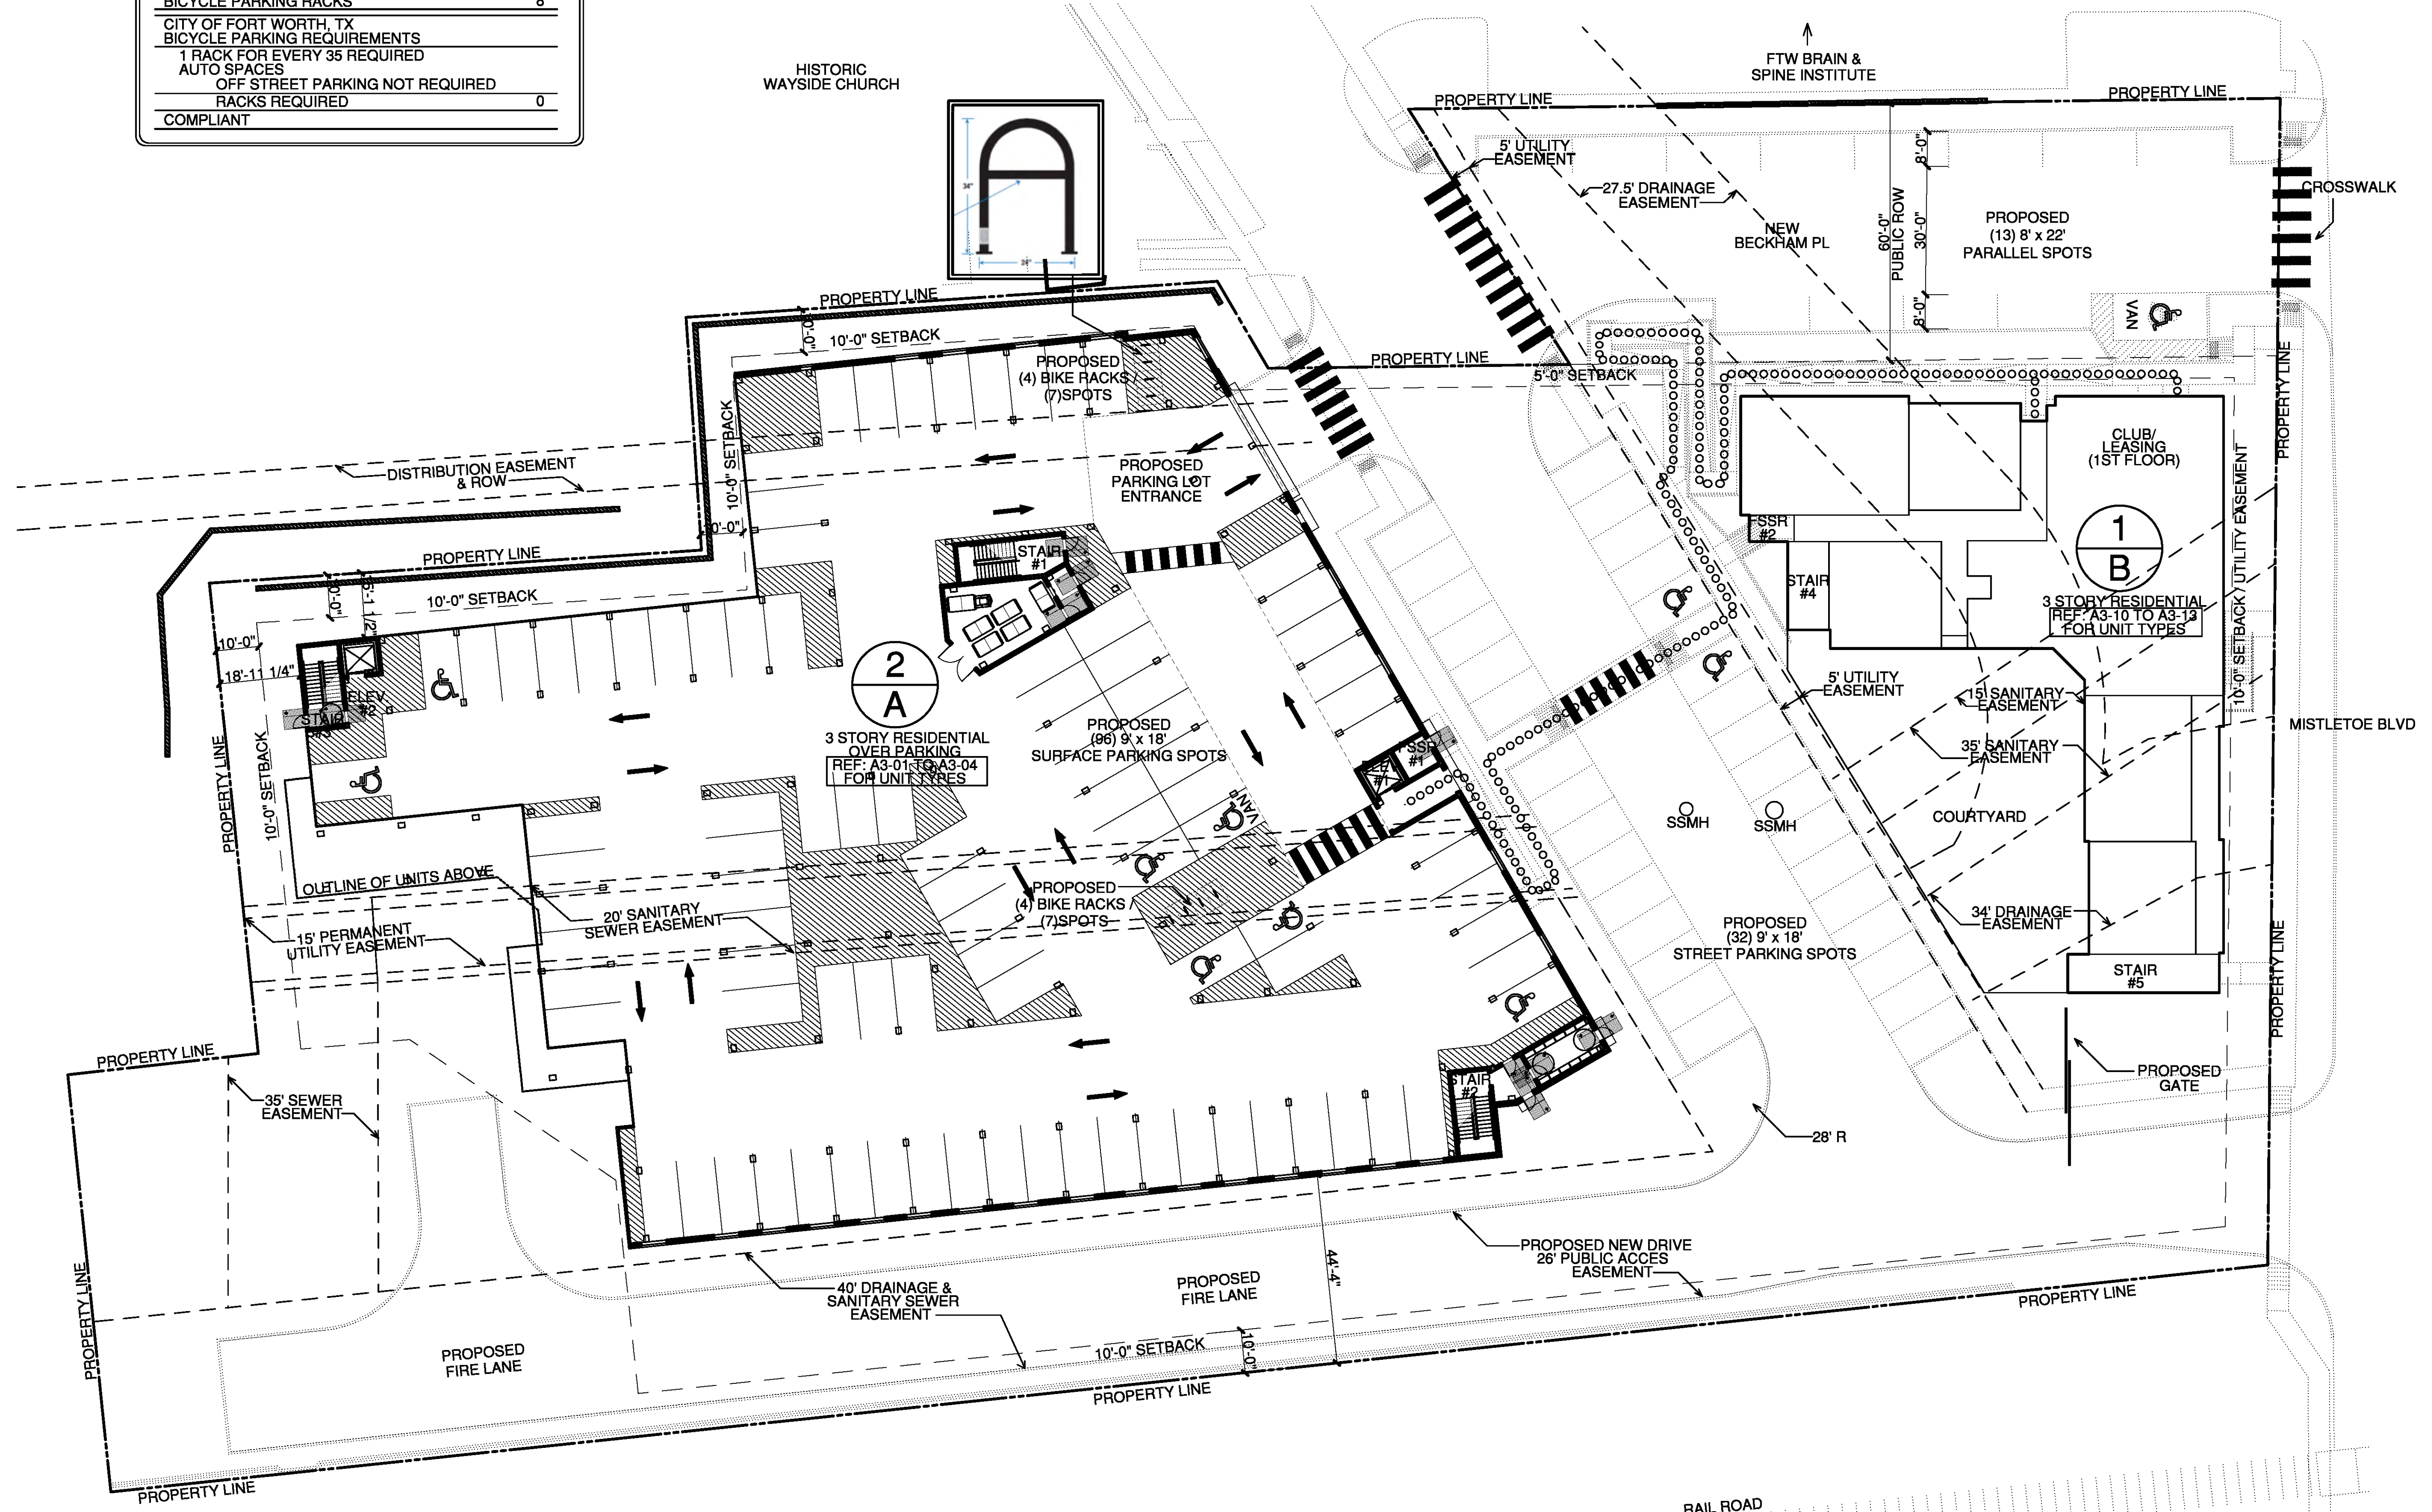 BICYCLE PARKING RACKS 8
CITY OF FORT WORTH, TX
BICYCLE PARKING REQUIREMENTS
1 RACK FOR EVERY 35 REQUIRED
AUTO SPACES
OFF STREET PARKING NOT REQUIRED
RACKS REQUIRED 0
COMPLIANT
HISTORIC
WAYSIDE CHURCH
34"
24"
FTW BRAIN &
SPINE INSTITUTE
PROPERTY LINE
PROPERTY LINE
5' UTILITY
EASEMENT
27.5' DRAINAGE
EASEMENT
NEW
BECKHAM PL
60'-0"
PUBLIC ROW
8'-0"
30'-0"
8'-0"
PROPOSED
(13) 8' x 22'
PARALLEL SPOTS
CROSSWALK
VAN
PROPERTY LINE
10'-0" SETBACK
PROPERTY LINE
5'-0" SETBACK
PROPERTY LINE
PROPOSED
(4) BIKE RACKS /
(7)SPOTS
10'-0" SETBACK
DISTRIBUTION EASEMENT
& ROW
PROPOSED
PARKING LOT
ENTRANCE
CLUB/
LEASING
(1ST FLOOR)
10'-0" SETBACK / UTILITY EASEMENT
FSSR
#2
STAIR
#4
1
B
3 STORY RESIDENTIAL
REF: A3-10 TO A3-13
FOR UNIT TYPES
PROPERTY LINE
10'-0" SETBACK
STAIR
#1
10'-0"
18'-11 1/4"
ELEV
#2
STAIR
2
A
3 STORY RESIDENTIAL
OVER PARKING
REF: A3-01 TO A3-04
FOR UNIT TYPES
PROPOSED
(96) 9' x 18'
SURFACE PARKING SPOTS
FSSR
#1
5' UTILITY
EASEMENT
15' SANITARY
EASEMENT
35' SANITARY
EASEMENT
MISTLETOE BLVD
PROPERTY LINE
10'-0" SETBACK
VAN
SSMH
SSMH
COURTYARD
OUTLINE OF UNITS ABOVE
20' SANITARY
SEWER EASEMENT
15' PERMANENT
UTILITY EASEMENT
PROPOSED
(4) BIKE RACKS /
(7)SPOTS
PROPOSED
(32) 9' x 18'
STREET PARKING SPOTS
34' DRAINAGE
EASEMENT
STAIR
#5
PROPERTY LINE
PROPERTY LINE
35' SEWER
EASEMENT
STAIR
#2
PROPOSED
GATE
28' R
PROPOSED NEW DRIVE
26' PUBLIC ACCES
EASEMENT
44'-4"
PROPOSED
FIRE LANE
40' DRAINAGE &
SANITARY SEWER
EASEMENT
PROPERTY LINE
PROPOSED
FIRE LANE
10'-0" SETBACK
10'-0"
PROPERTY LINE
PROPERTY LINE
PROPERTY LINE
RAIL ROAD